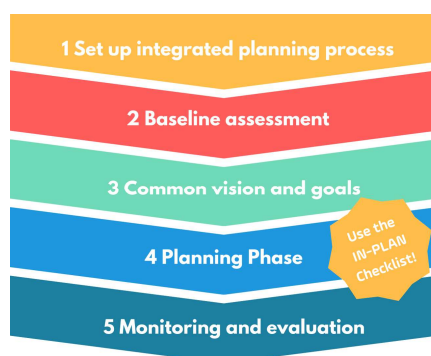 1 Set up integrated planning process
2 Baseline assessment
3 Common vision and goals
4 Planning Phase
Use the
IN-PLAN
Checklist!
5 Monitoring and evaluation